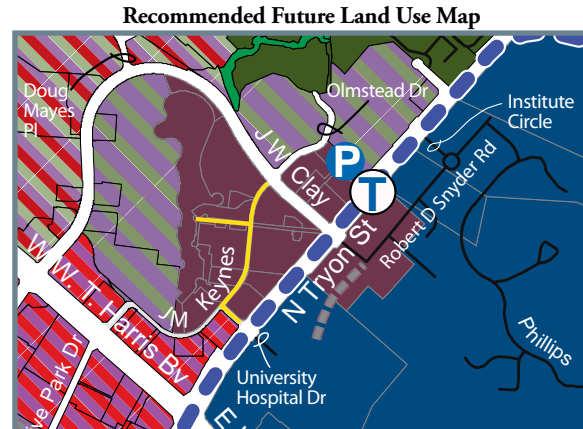 Recommended Future Land Use Map
Doug
Mayes
Pl
Olmstead Dr
Institute
Circle
J W Clay
P
T
Robert D Snyder Rd
N Tryon St
Keynes
JM
W W. T. Harris Bv
Phillips
University
Hospital Dr
ive Park Dr
E